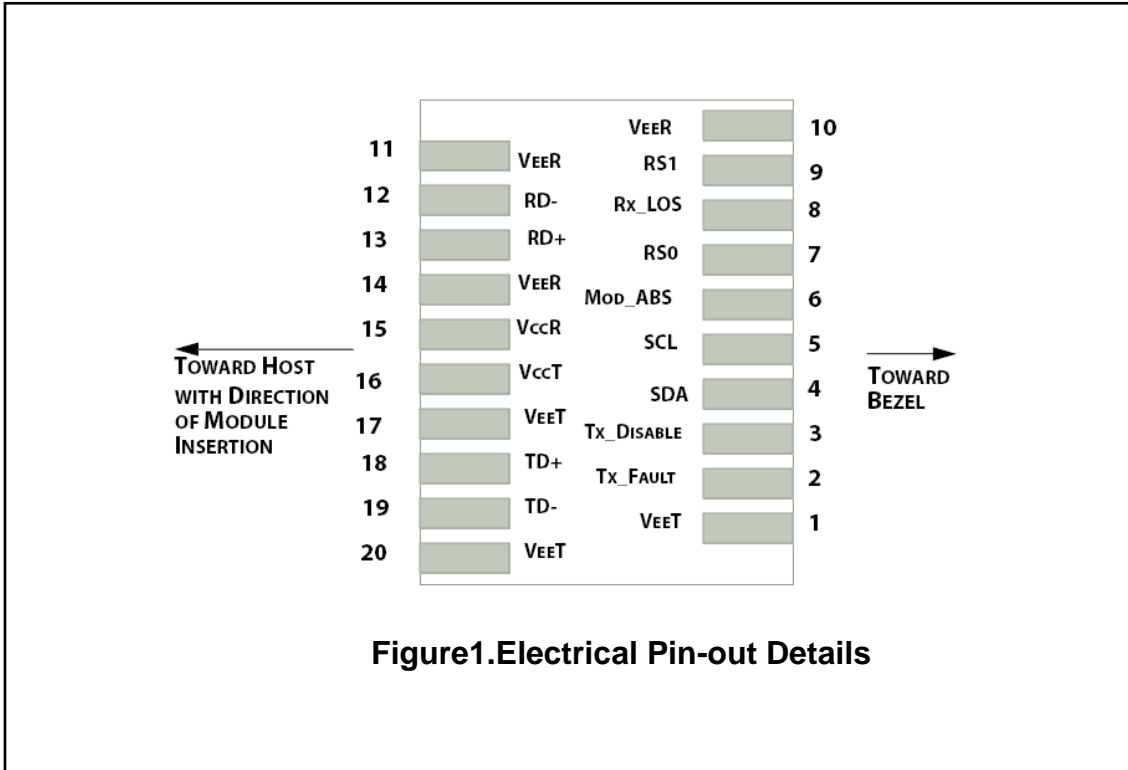 VEER 10
11 VEER RS1 9
12 RD- RX_LOS 8
13 RD+ RS0 7
14 VEER MOD_ABS 6
15 VCCR SCL 5
16 VCCT SDA 4
17 VEET TX_DISABLE 3
18 TD+ TX_FAULT 2
19 TD- VEET 1
20 VEET
TOWARD HOST
WITH DIRECTION
OF MODULE
INSERTION
TOWARD
BEZEL
Figure1.Electrical Pin-out Details